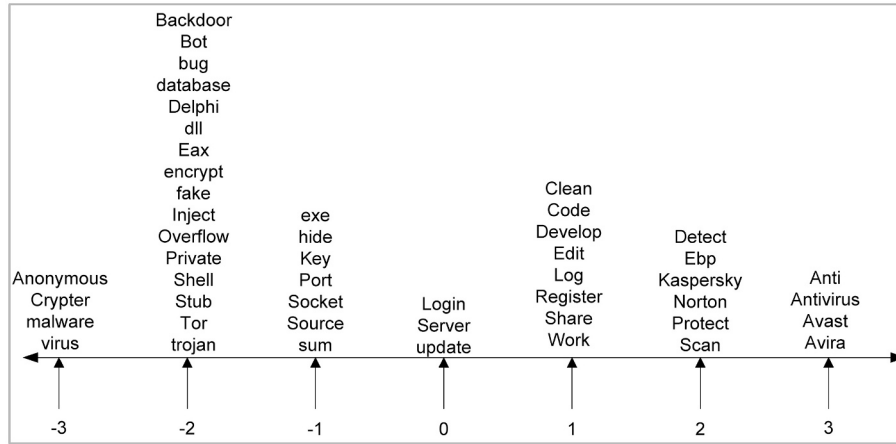 Anonymous
Crypter
malware
virus
Backdoor
Bot
bug
database
Delphi
dll
Eax
encrypt
fake
Inject
Overflow
Private
Shell
Stub
Tor
trojan
exe
hide
Key
Port
Socket
Source
sum
Login
Server
update
Clean
Code
Develop
Edit
Log
Register
Share
Work
Detect
Ebp
Kaspersky
Norton
Protect
Scan
Anti
Antivirus
Avast
Avira
-3 -2 -1 0 1 2 3